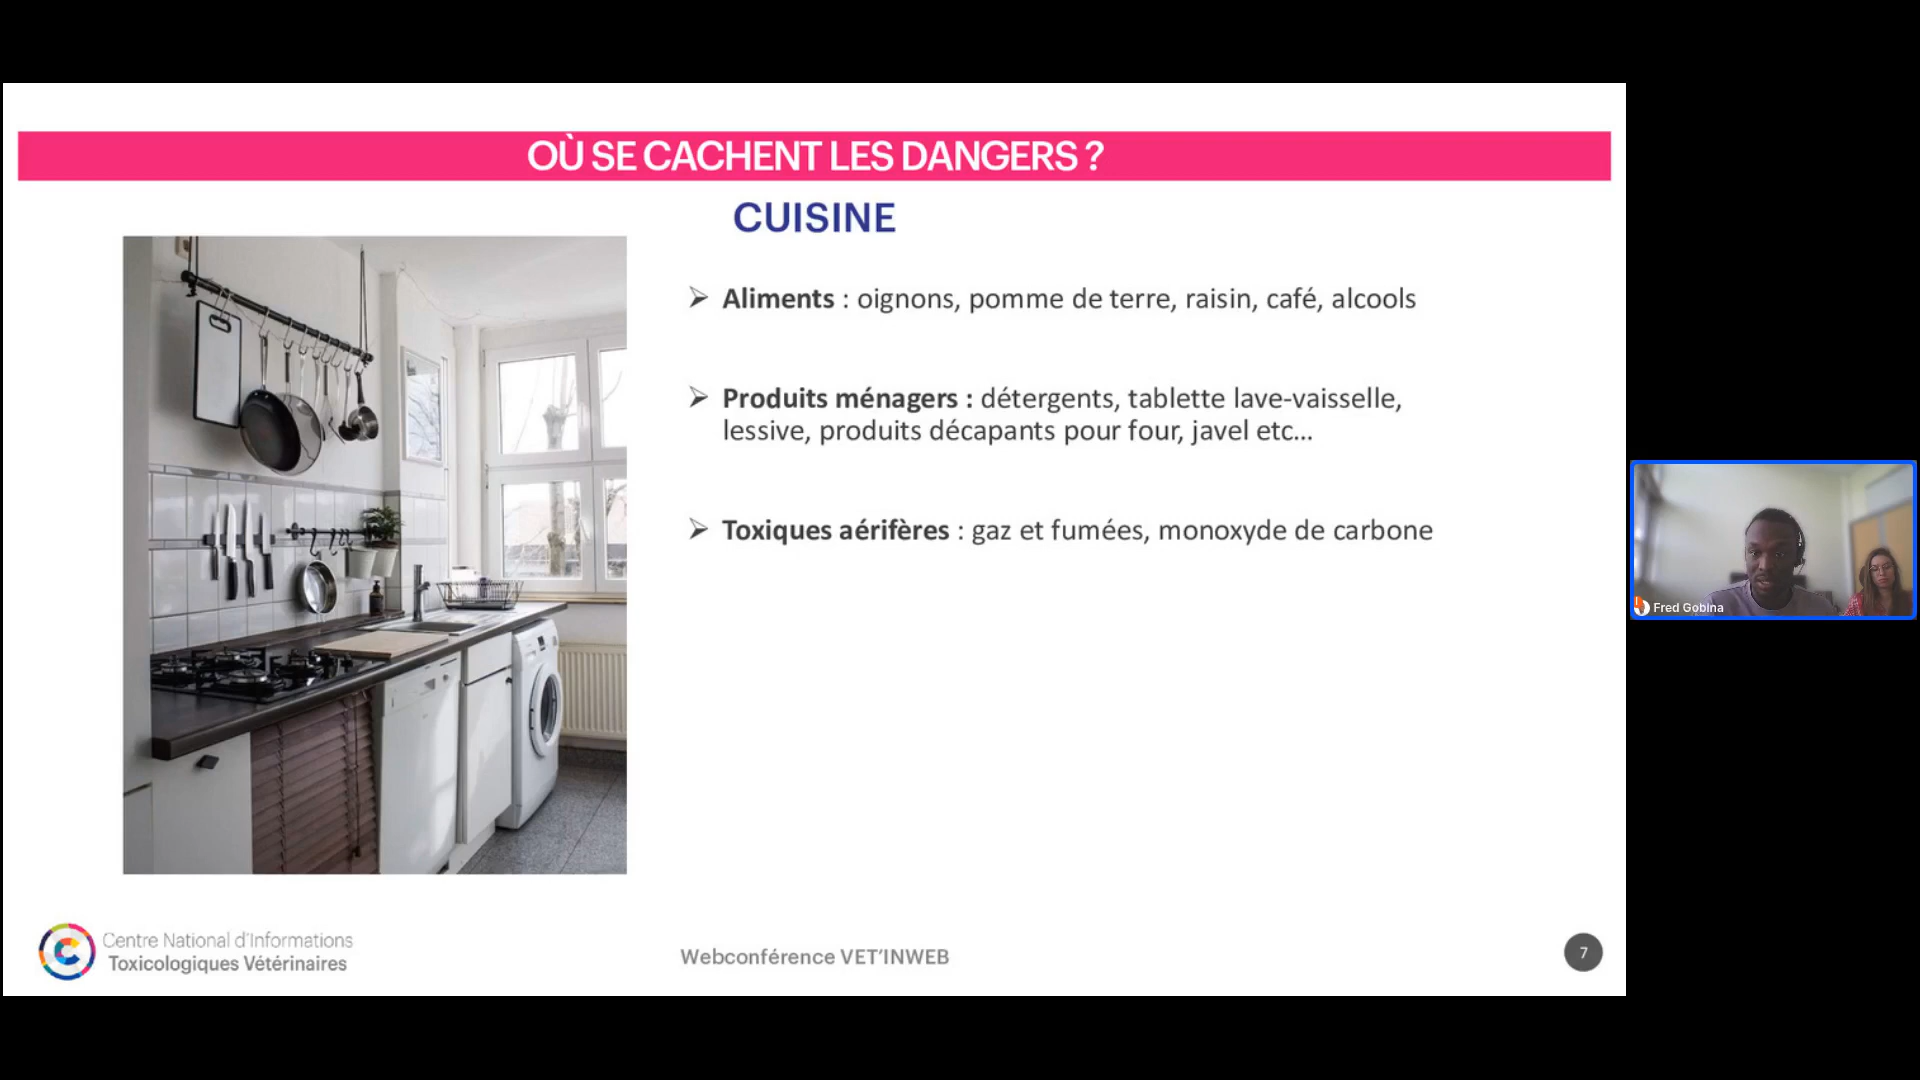 OÙ SE CACHENT LES DANGERS ?
CUISINE
➢ Aliments : oignons, pomme de terre, raisin, café, alcools
➢ Produits ménagers : détergents, tablette lave-vaisselle,
lessive, produits décapants pour four, javel etc…
➢ Toxiques aérifères : gaz et fumées, monoxyde de carbone
Fred Gobina
Centre National d'Informations
Toxicologiques Vétérinaires
Webconférence VET'INWEB
7